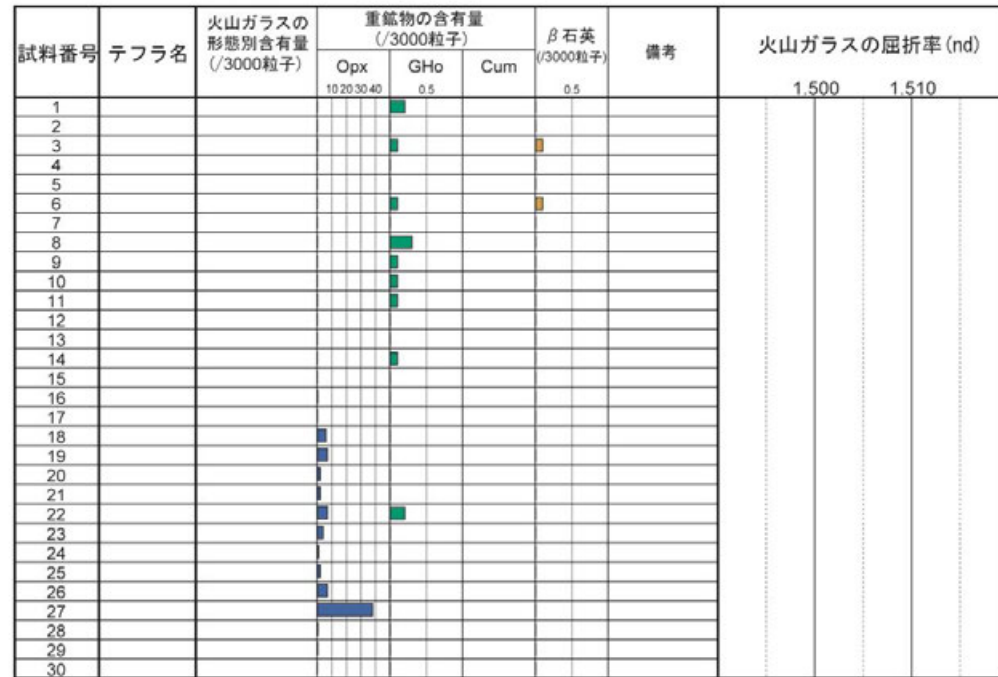 試料番号
テフラ名
火山ガラスの
形態別含有量
(/3000粒子)
重鉱物の含有量
(/3000粒子)
Opx
GHo
Cum
10 20 30 40
0.5
β石英
(/3000粒子)
0.5
備考
火山ガラスの屈折率(nd)
1.500
1.510
1
2
3
4
5
6
7
8
9
10
11
12
13
14
15
16
17
18
19
20
21
22
23
24
25
26
27
28
29
30